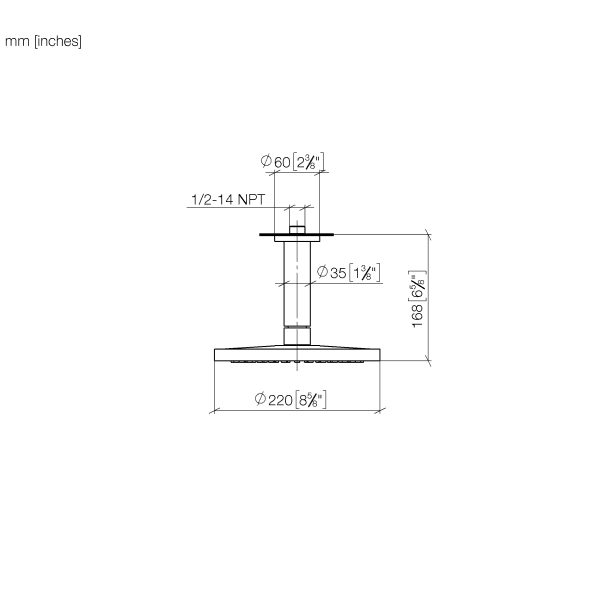 mm [inches]
Ø 60 [2⅜"]
1/2-14 NPT
Ø 35 [1⅜"]
168 [6⅝"]
Ø 220 [8⅝"]